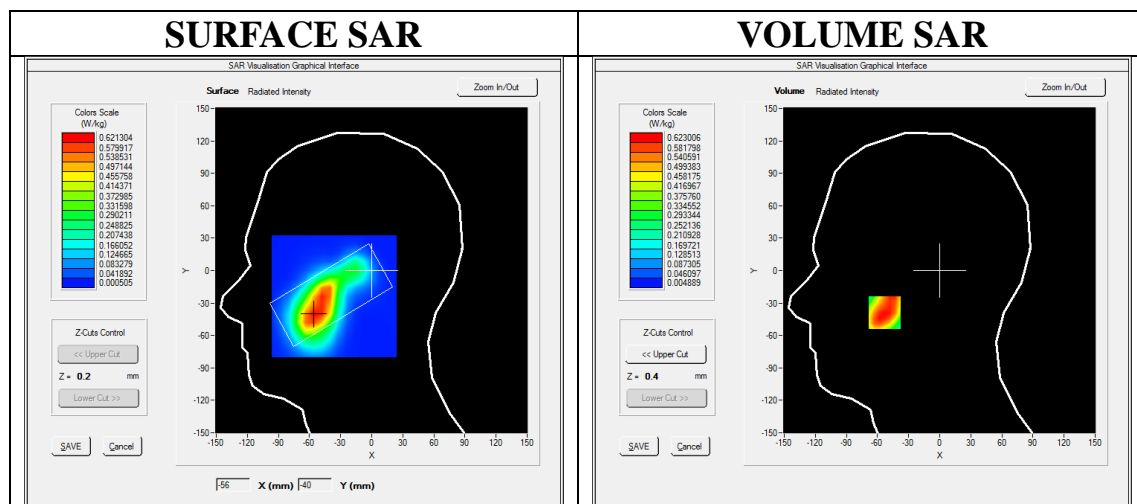 SURFACE SAR
SAR Visualisation Graphical Interface
Surface Radiated Intensity
Zoom In/Out
Colors Scale
(W/kg)
0.621304
0.579917
0.538531
0.497144
0.455758
0.414371
0.372985
0.331598
0.290211
0.248825
0.207438
0.166052
0.124665
0.083279
0.041892
0.000505
Z-Cuts Control
<< Upper Cut
Z = 0.2 mm
Lower Cut >>
SAVE Cancel
150
120
90
60
30
0
-30
-60
-90
-120
-150
Y
-150 -120 -90 -60 -30 0 30 60 90 120 150
X
-56 X (mm) -40 Y (mm)
VOLUME SAR
SAR Visualisation Graphical Interface
Volume Radiated Intensity
Zoom In/Out
Colors Scale
(W/kg)
0.623006
0.581798
0.540591
0.499383
0.458175
0.416967
0.375760
0.334552
0.293344
0.252136
0.210928
0.169721
0.128513
0.087305
0.046097
0.004889
Z-Cuts Control
<< Upper Cut
Z = 0.4 mm
Lower Cut >>
SAVE Cancel
150
120
90
60
30
0
-30
-60
-90
-120
-150
Y
-150 -120 -90 -60 -30 0 30 60 90 120 150
X